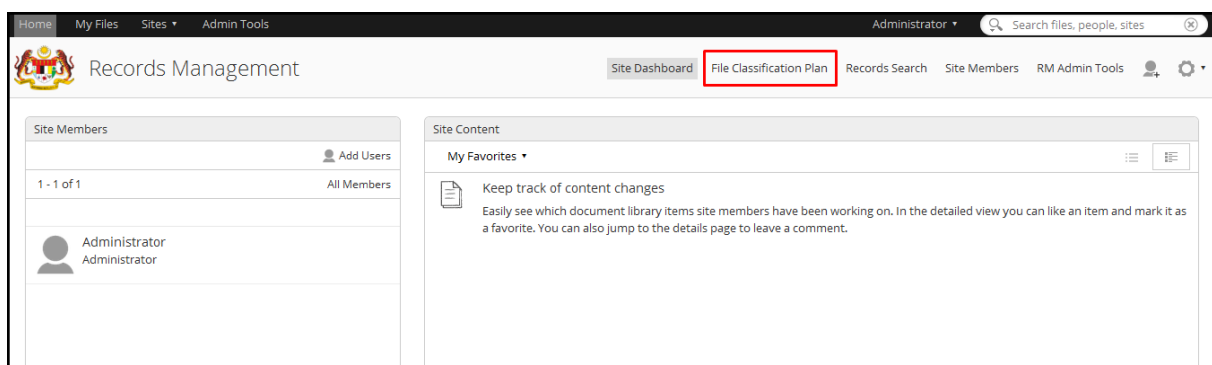 Home My Files Sites Admin Tools Administrator Search files, people, sites
Records Management Site Dashboard File Classification Plan Records Search Site Members RM Admin Tools
Site Members
Add Users
1 - 1 of 1 All Members
Administrator
Administrator
Site Content
My Favorites
Keep track of content changes
Easily see which document library items site members have been working on. In the detailed view you can like an item and mark it as
a favorite. You can also jump to the details page to leave a comment.